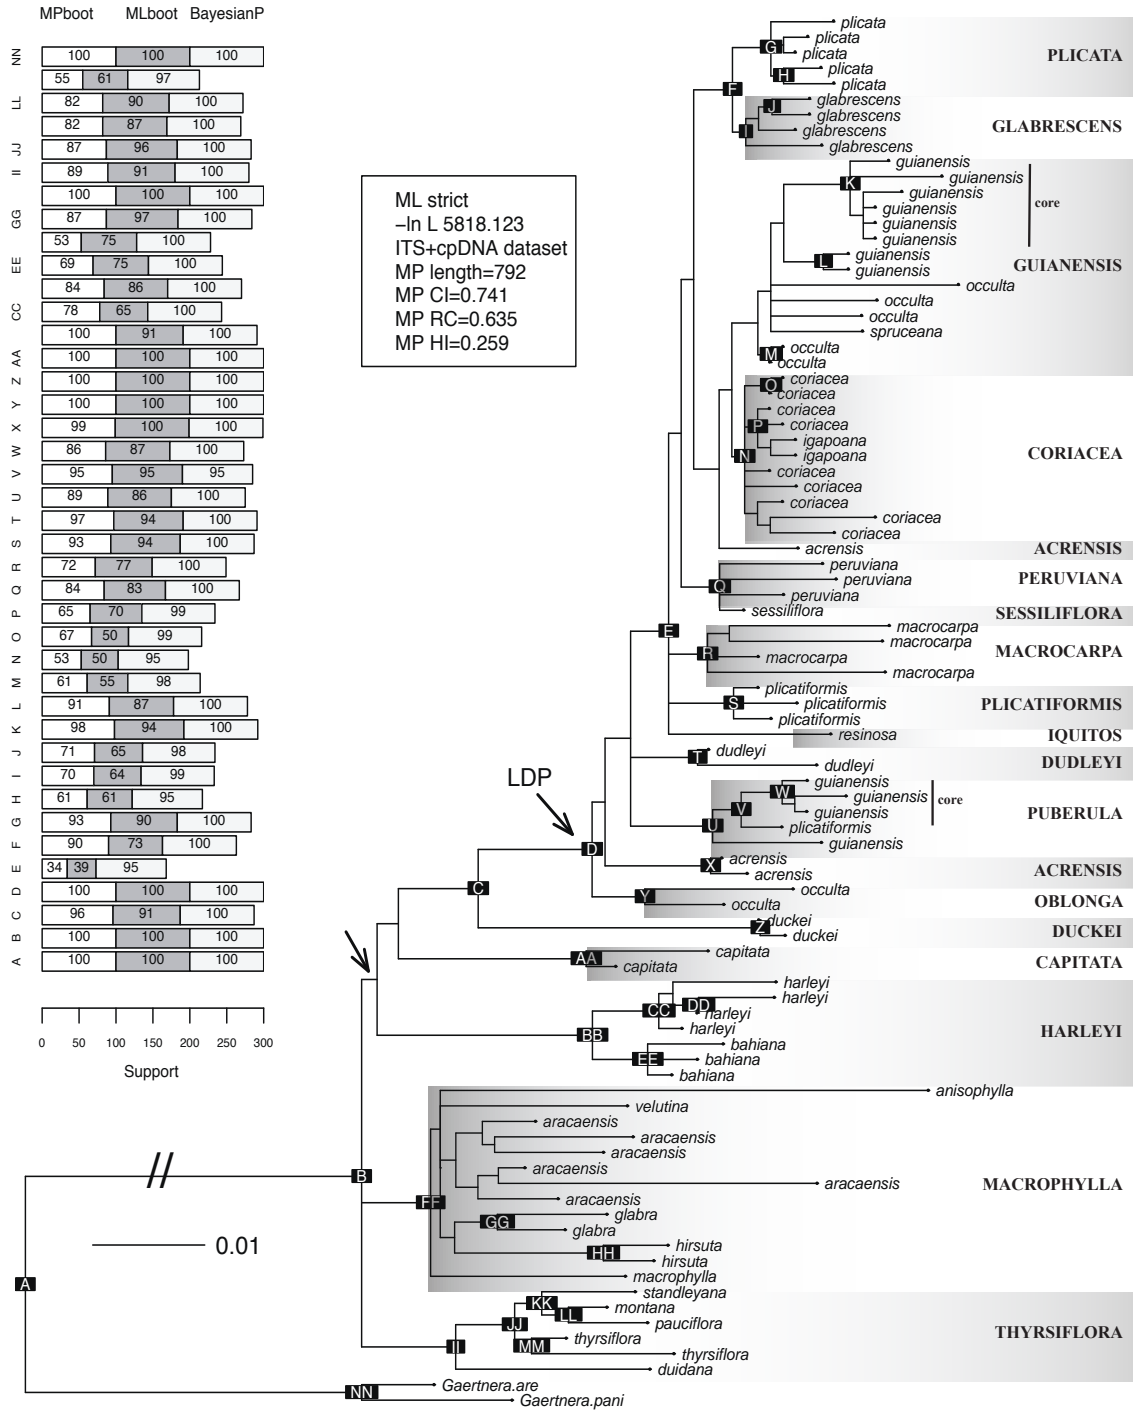 MPboot MLboot BayesianP
NN 100 100 100
55 61 97
LL 82 90 100
82 87 100
JJ 87 96 100
II 89 91 100
100 100 100
GG 87 97 100
53 75 100
EE 69 75 100
84 86 100
CC 78 65 100
100 91 100
AA 100 100 100
Z 100 100 100
Y 100 100 100
X 99 100 100
W 86 87 100
V 95 95 95
U 89 86 100
T 97 94 100
S 93 94 100
R 72 77 100
Q 84 83 100
P 65 70 99
O 67 50 99
N 53 50 95
M 61 55 98
L 91 87 100
K 98 94 100
J 71 65 98
I 70 64 99
H 61 61 95
G 93 90 100
F 90 73 100
E 34 39 95
D 100 100 100
C 96 91 100
B 100 100 100
A 100 100 100
0 50 100 150 200 250 300
Support
ML strict
−ln L 5818.123
ITS+cpDNA dataset
MP length=792
MP CI=0.741
MP RC=0.635
MP HI=0.259
LDP
0.01
A
B
C
D
E
F
plicata
G plicata
plicata
H plicata
plicata
PLICATA
glabrescens
J glabrescens
I glabrescens
glabrescens
GLABRESCENS
guianensis
K guianensis
guianensis
guianensis
guianensis
guianensis
core
L guianensis
guianensis
GUIANENSIS
occulta
occulta
occulta
spruceana
M occulta
occulta
O coriacea
coriacea
coriacea
P coriacea
igapoana
N igapoana
coriacea
coriacea
coriacea
coriacea
coriacea
CORIACEA
acrensis ACRENSIS
peruviana
Q peruviana
peruviana
PERUVIANA
sessiliflora SESSILIFLORA
macrocarpa
macrocarpa
R macrocarpa
macrocarpa
MACROCARPA
plicatiformis
S plicatiformis
plicatiformis
PLICATIFORMIS
resinosa IQUITOS
T dudleyi
dudleyi
DUDLEYI
guianensis
W guianensis
V guianensis
core
U plicatiformis
guianensis
PUBERULA
X acrensis
acrensis
ACRENSIS
Y occulta
occulta
OBLONGA
Z duckei
duckei
DUCKEI
AA capitata
capitata
CAPITATA
harleyi
DD harleyi
CC harleyi
harleyi
BB bahiana
EE bahiana
bahiana
HARLEYI
anisophylla
velutina
aracaensis
aracaensis
aracaensis
aracaensis
aracaensis
aracaensis
FF
GG glabra
glabra
HH hirsuta
hirsuta
macrophylla
MACROPHYLLA
standleyana
KK montana
LL pauciflora
JJ thyrsiflora
MM thyrsiflora
II duidana
THYRSIFLORA
NN Gaertnera.are
Gaertnera.pani